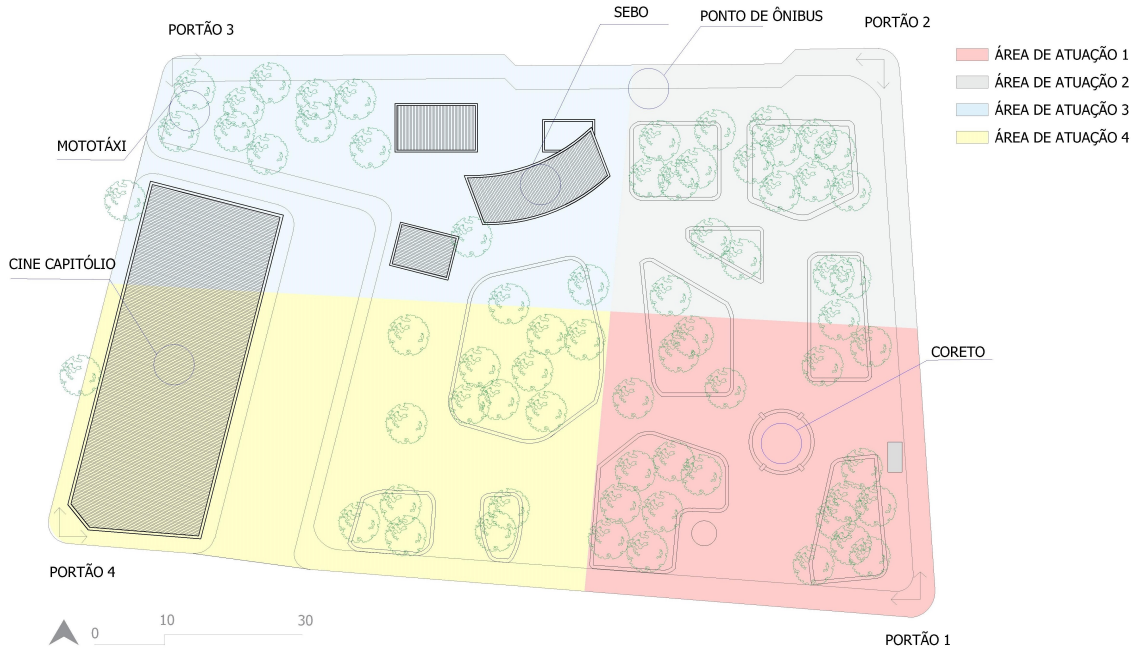 SEBO
PONTO DE ÔNIBUS
PORTÃO 2
PORTÃO 3
ÁREA DE ATUAÇÃO 1
ÁREA DE ATUAÇÃO 2
ÁREA DE ATUAÇÃO 3
ÁREA DE ATUAÇÃO 4
MOTOTÁXI
CINE CAPITÓLIO
CORETO
PORTÃO 4
0 10 30
PORTÃO 1